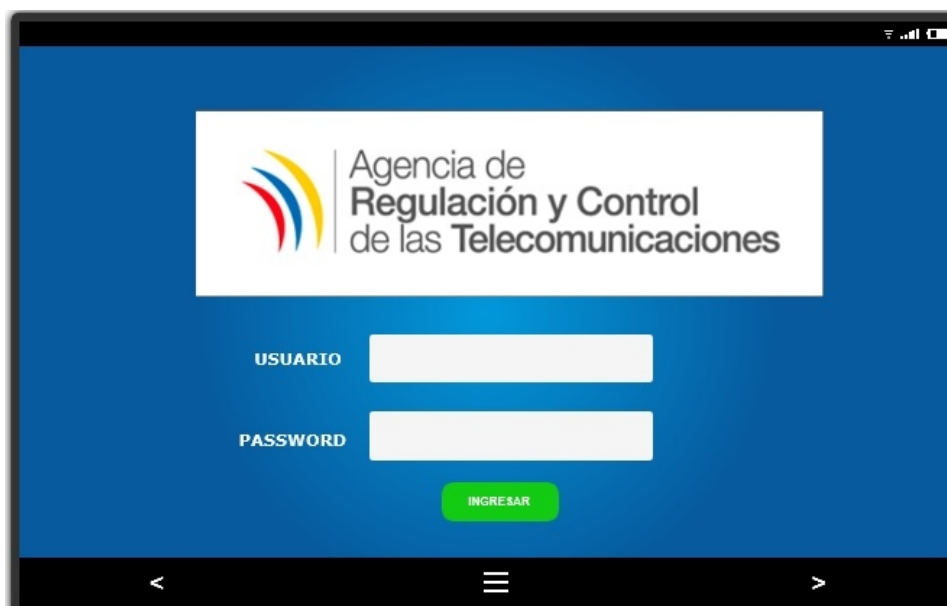 Agencia de
Regulación y Control
de las Telecomunicaciones
USUARIO
PASSWORD
INGRESAR
< >